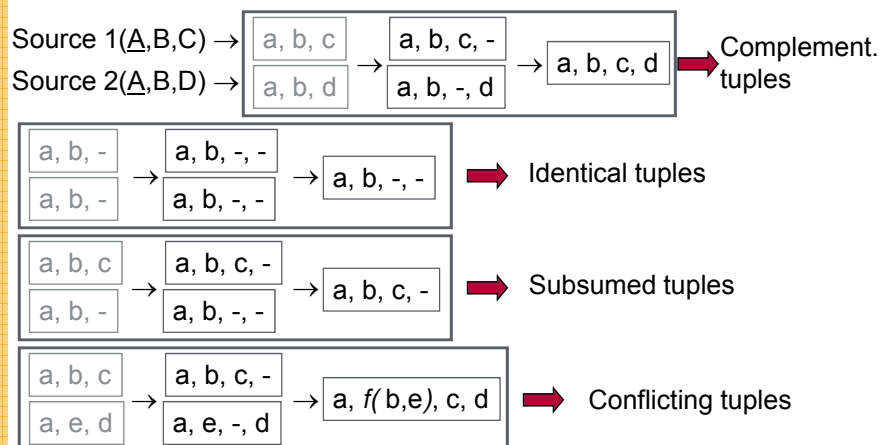 Source 1(A,B,C) → a, b, c → a, b, c, - → a, b, c, d Complement. tuples
Source 2(A,B,D) → a, b, d a, b, -, d
a, b, - → a, b, -, - → a, b, -, - Identical tuples
a, b, - a, b, -, -
a, b, c → a, b, c, - → a, b, c, - Subsumed tuples
a, b, - a, b, -, -
a, b, c → a, b, c, - → a, f( b,e), c, d Conflicting tuples
a, e, d a, e, -, d